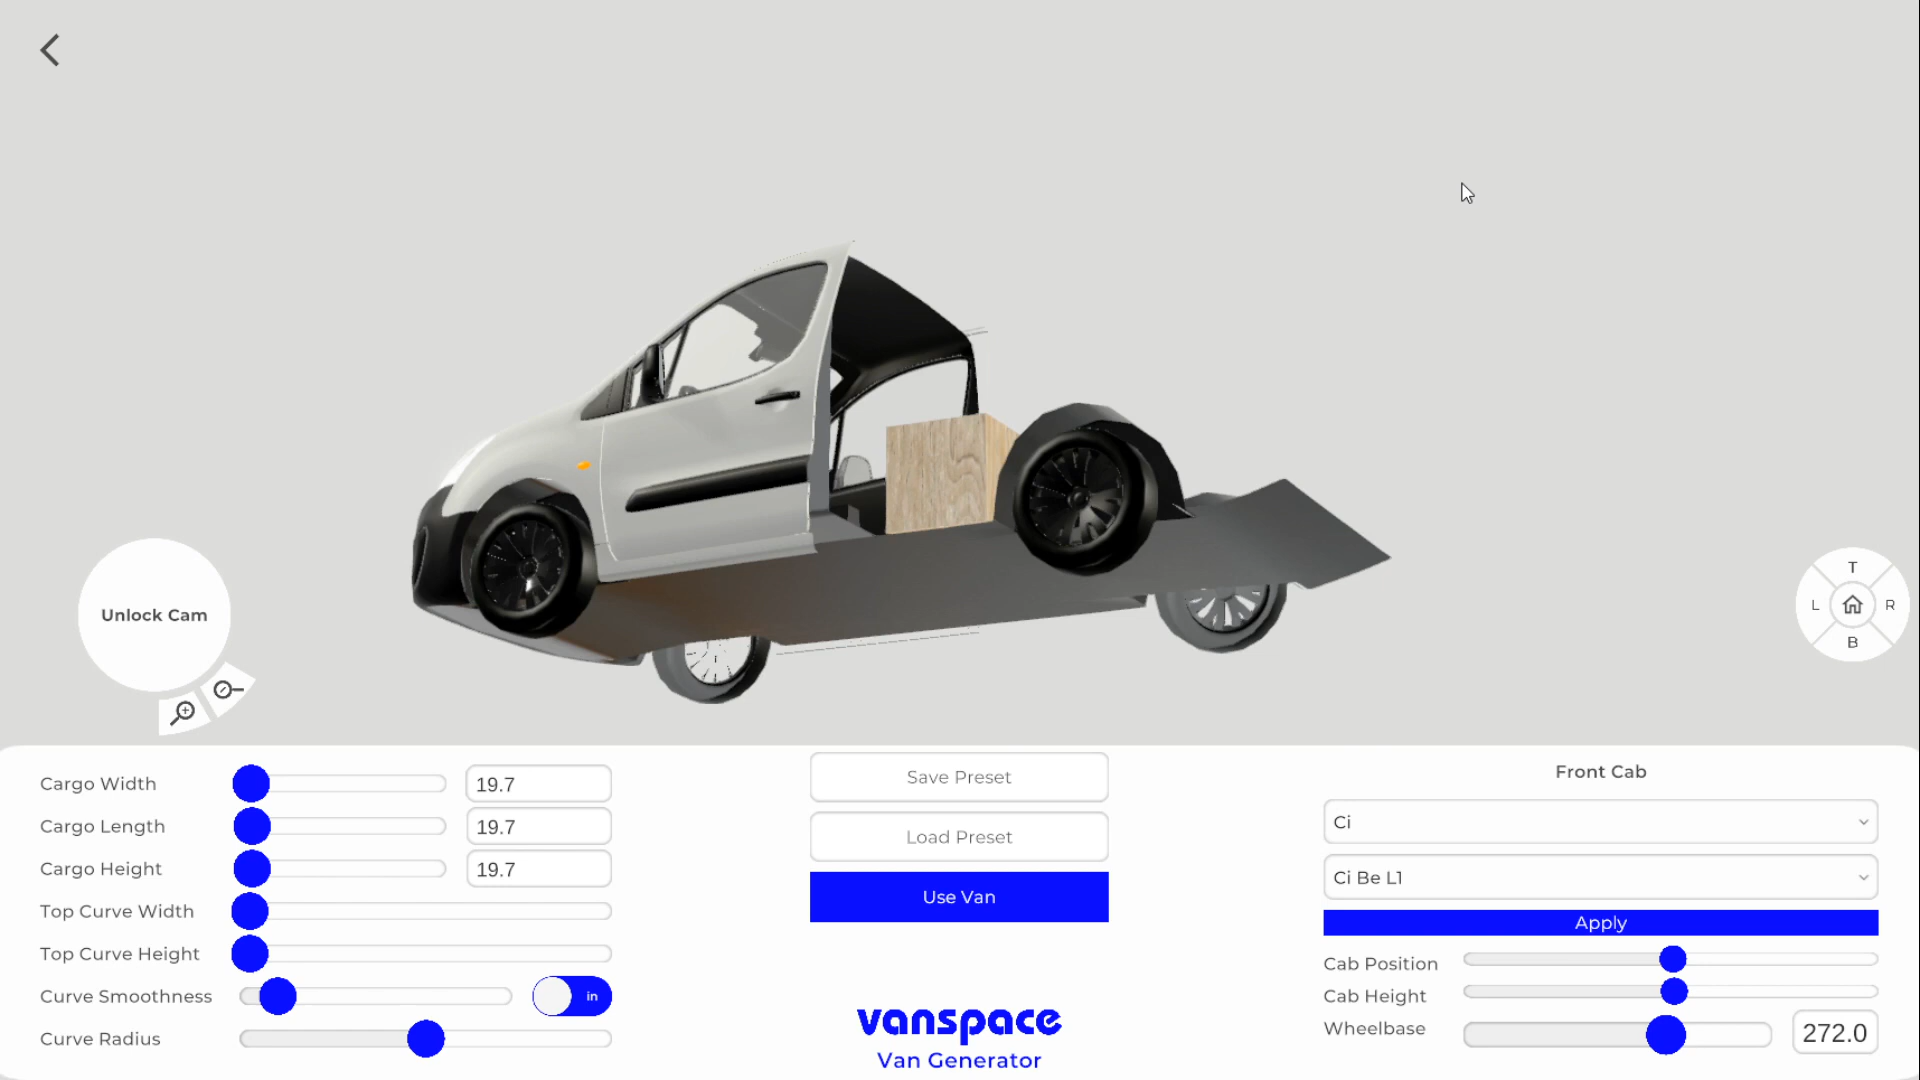 Unlock Cam
T
L
R
B
Cargo Width
19.7
Cargo Length
19.7
Cargo Height
19.7
Top Curve Width
Top Curve Height
Curve Smoothness
in
Curve Radius
Save Preset
Load Preset
Use Van
vanspace
Van Generator
Front Cab
Ci
Ci Be L1
Apply
Cab Position
Cab Height
Wheelbase
272.0